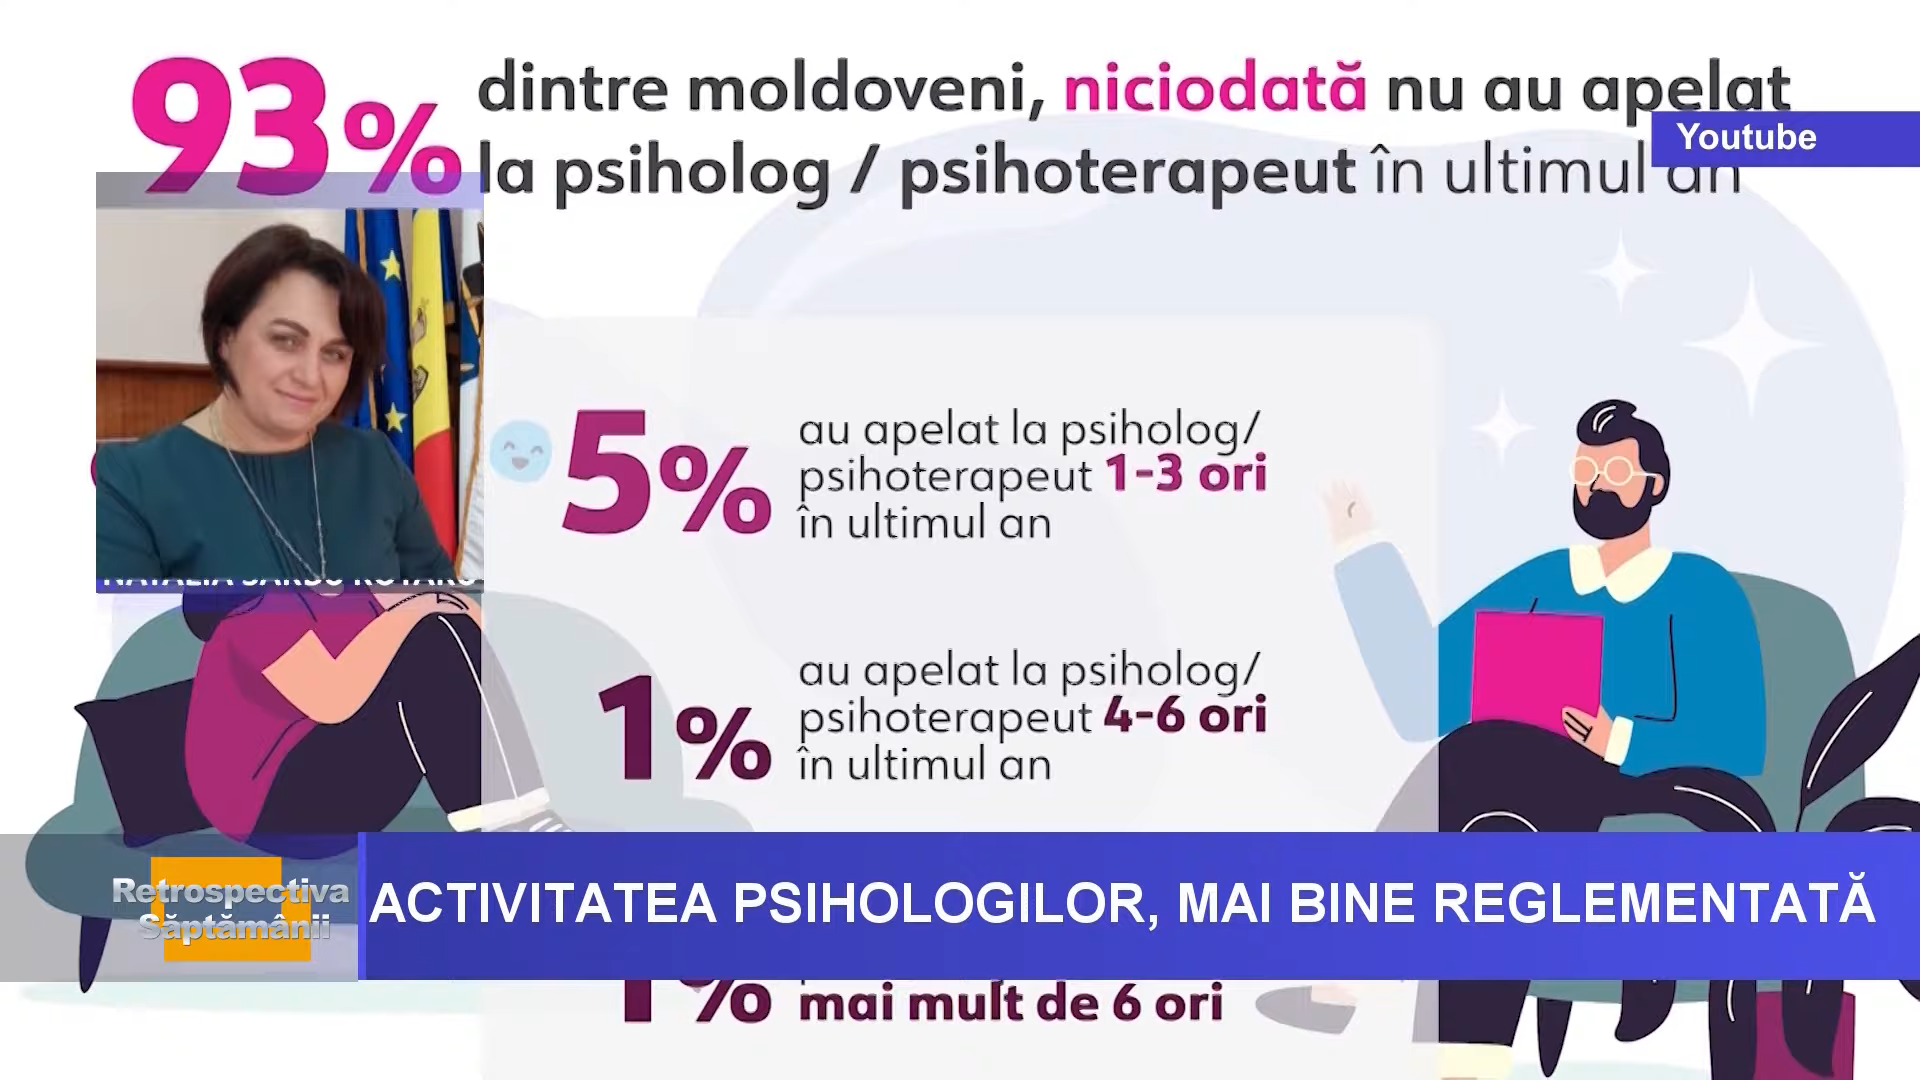 93% dintre moldoveni, niciodată nu au apelat
la psiholog / psihoterapeut în ultimul an
Youtube
5%
au apelat la psiholog/
psihoterapeut 1-3 ori
în ultimul an
1%
au apelat la psiholog/
psihoterapeut 4-6 ori
în ultimul an
Retrospectiva
Săptămânii
ACTIVITATEA PSIHOLOGILOR, MAI BINE REGLEMENTATĂ
1%
mai mult de 6 ori